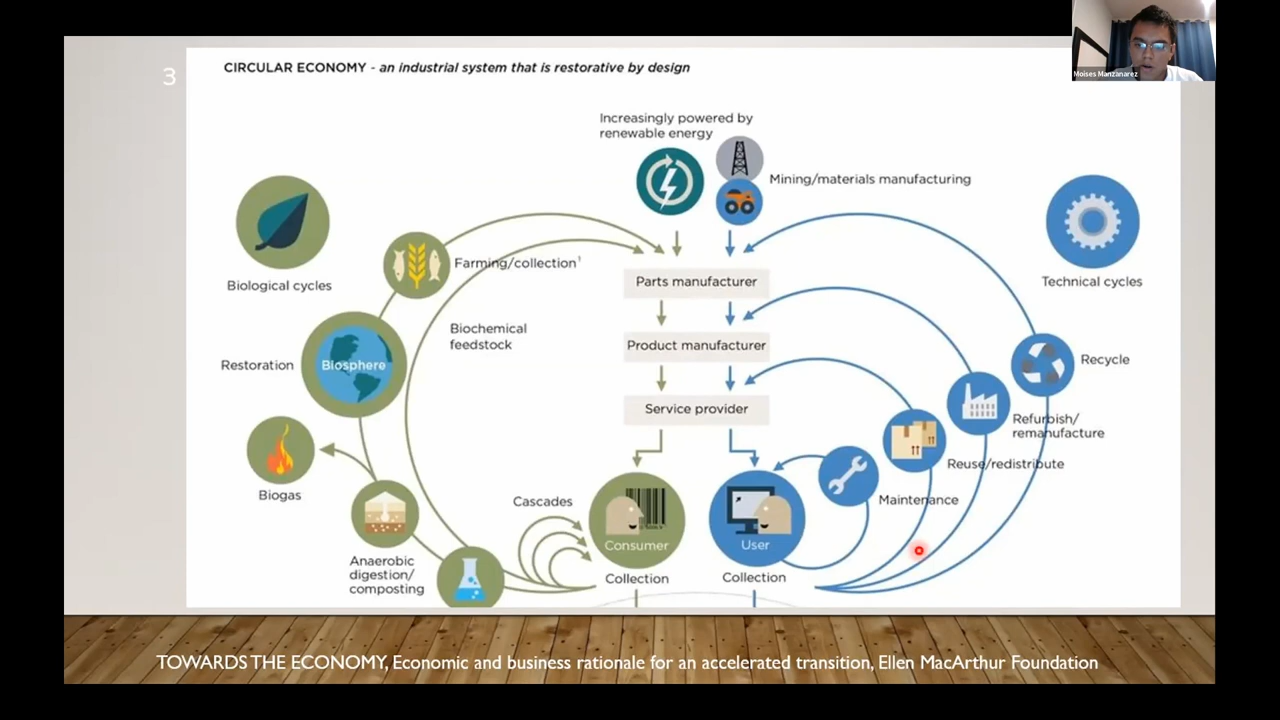 3
CIRCULAR ECONOMY - an industrial system that is restorative by design
Moises Manzanarez
Increasingly powered by
renewable energy
Mining/materials manufacturing
Biological cycles
Farming/collection¹
Technical cycles
Parts manufacturer
Biochemical
feedstock
Product manufacturer
Restoration
Biosphere
Recycle
Service provider
Refurbish/
remanufacture
Reuse/redistribute
Biogas
Cascades
Maintenance
Consumer
User
Anaerobic
digestion/
composting
Collection
Collection
TOWARDS THE ECONOMY, Economic and business rationale for an accelerated transition, Ellen MacArthur Foundation